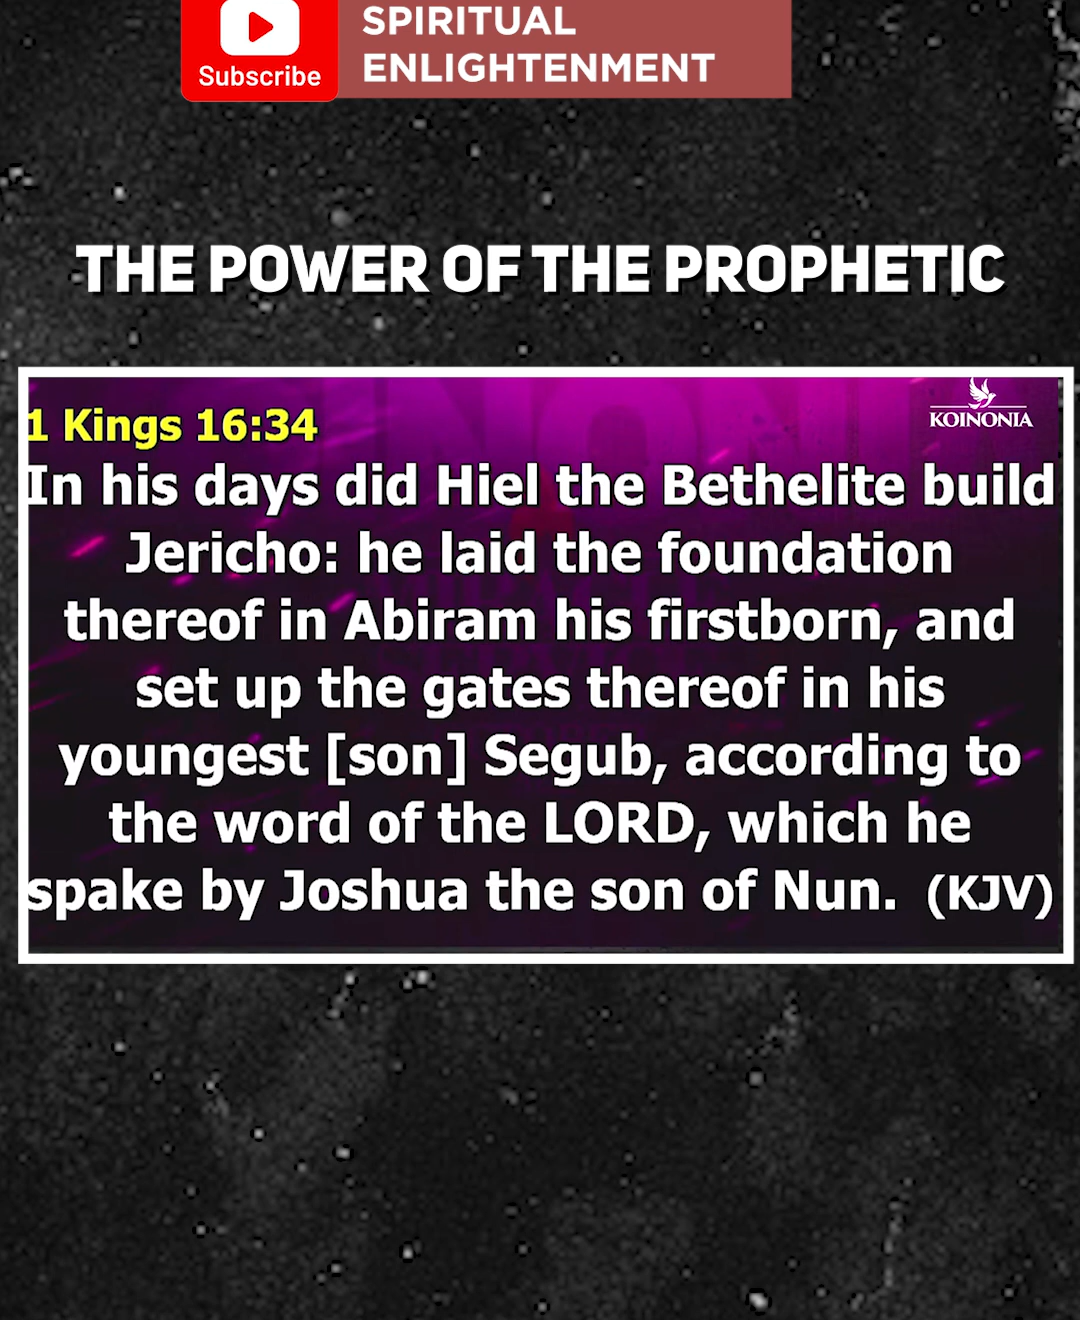 Subscribe
SPIRITUAL
ENLIGHTENMENT
THE POWER OF THE PROPHETIC
KOINONIA
1 Kings 16:34
In his days did Hiel the Bethelite build
Jericho: he laid the foundation
thereof in Abiram his firstborn, and
set up the gates thereof in his
youngest [son] Segub, according to
the word of the LORD, which he
spake by Joshua the son of Nun. (KJV)